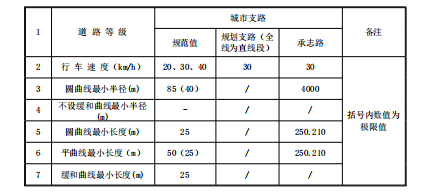 1 道路等级 城市支路 备注
规范值 规划支路（全线为直线段） 承志路
2 行车速度（km/h） 20、30、40 30 30 括号内数值为极限值
3 圆曲线最小半径(m) 85（40） / 4000
4 不设缓和曲线最小半径(m) - / /
5 圆曲线最小长度(m) 25 / 250.210
6 平曲线最小长度（m） 50（25） / 250.210
7 缓和曲线最小长度(m) 25 / /